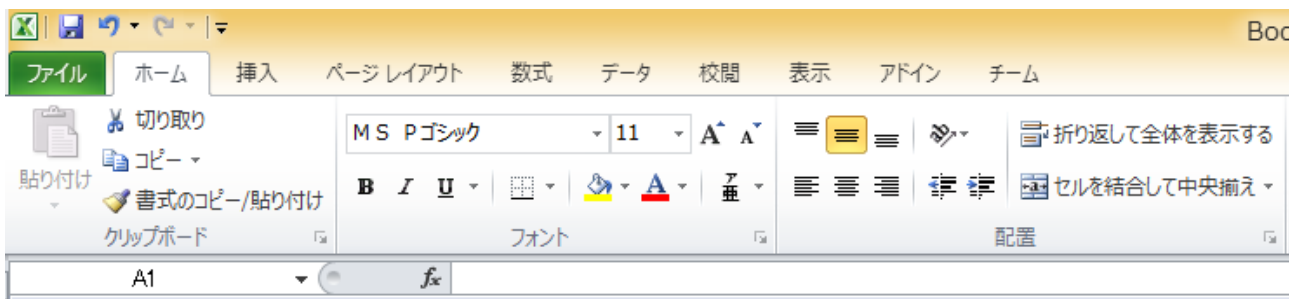 Boo
ファイル ホーム 挿入 ページ レイアウト 数式 データ 校閲 表示 アドイン チーム
貼り付け
切り取り
コピー
書式のコピー/貼り付け
クリップボード
ＭＳ Ｐゴシック 11 A A
B I U A ア亜
フォント
折り返して全体を表示する
セルを結合して中央揃え
配置
A1 fx